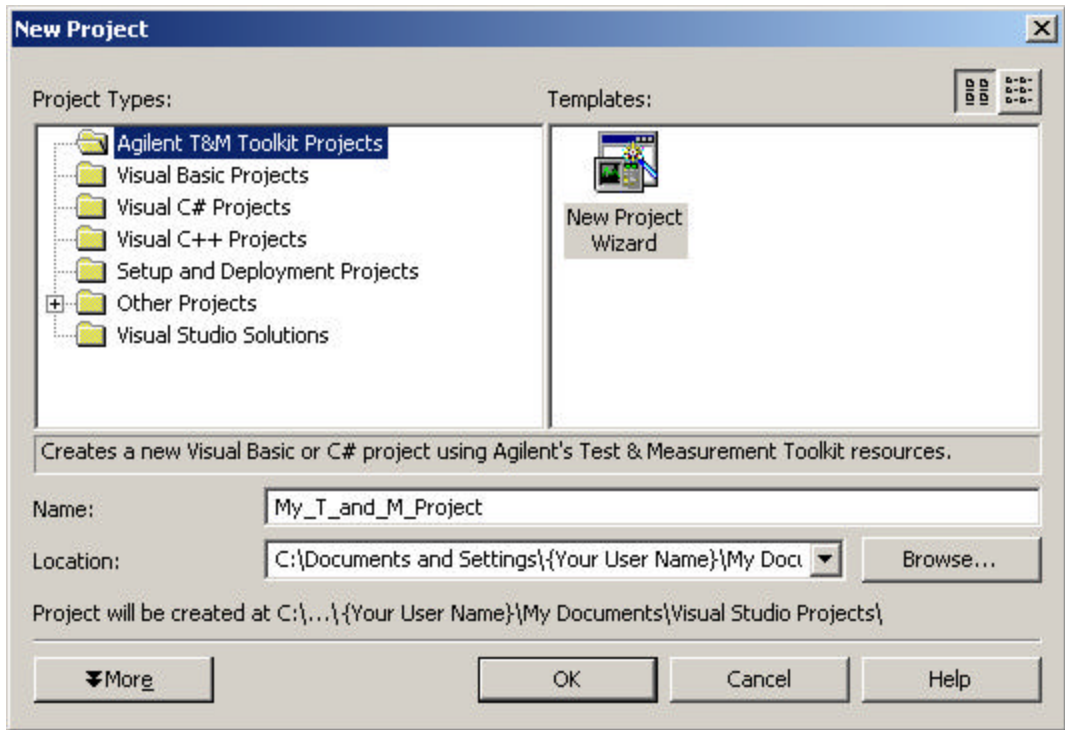 New Project
Project Types:
Templates:
Agilent T&M Toolkit Projects
Visual Basic Projects
Visual C# Projects
Visual C++ Projects
Setup and Deployment Projects
Other Projects
Visual Studio Solutions
New Project
Wizard
Creates a new Visual Basic or C# project using Agilent's Test & Measurement Toolkit resources.
Name:
My_T_and_M_Project
Location:
C:\Documents and Settings\{Your User Name}\My Docu
Browse...
Project will be created at C:\...\{Your User Name}\My Documents\Visual Studio Projects\
More
OK
Cancel
Help